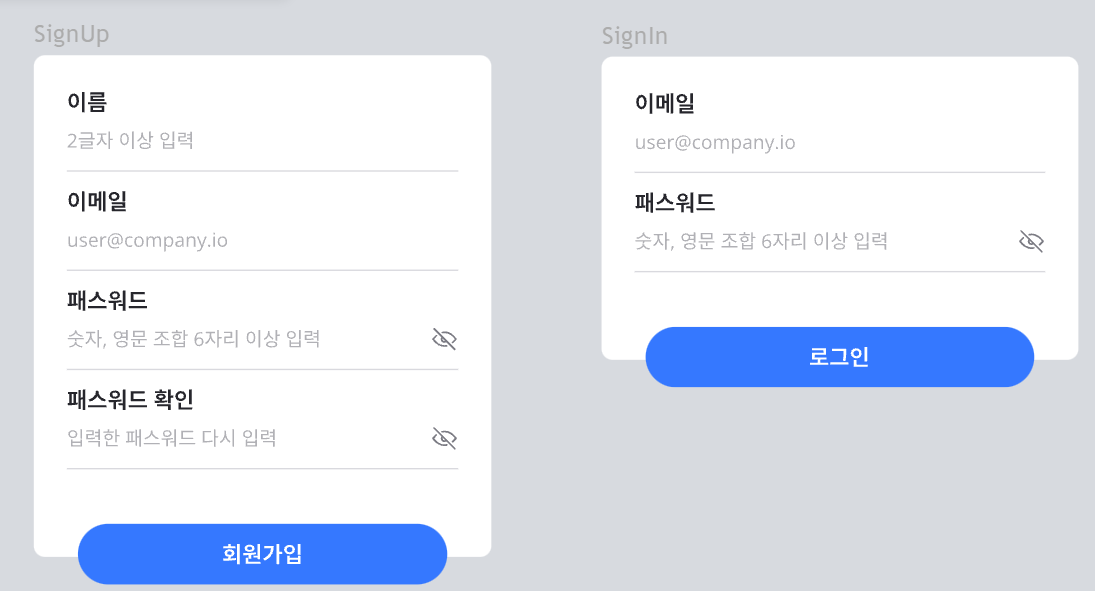 SignUp
이름
2글자 이상 입력
이메일
user@company.io
패스워드
숫자, 영문 조합 6자리 이상 입력
패스워드 확인
입력한 패스워드 다시 입력
회원가입
SignIn
이메일
user@company.io
패스워드
숫자, 영문 조합 6자리 이상 입력
로그인